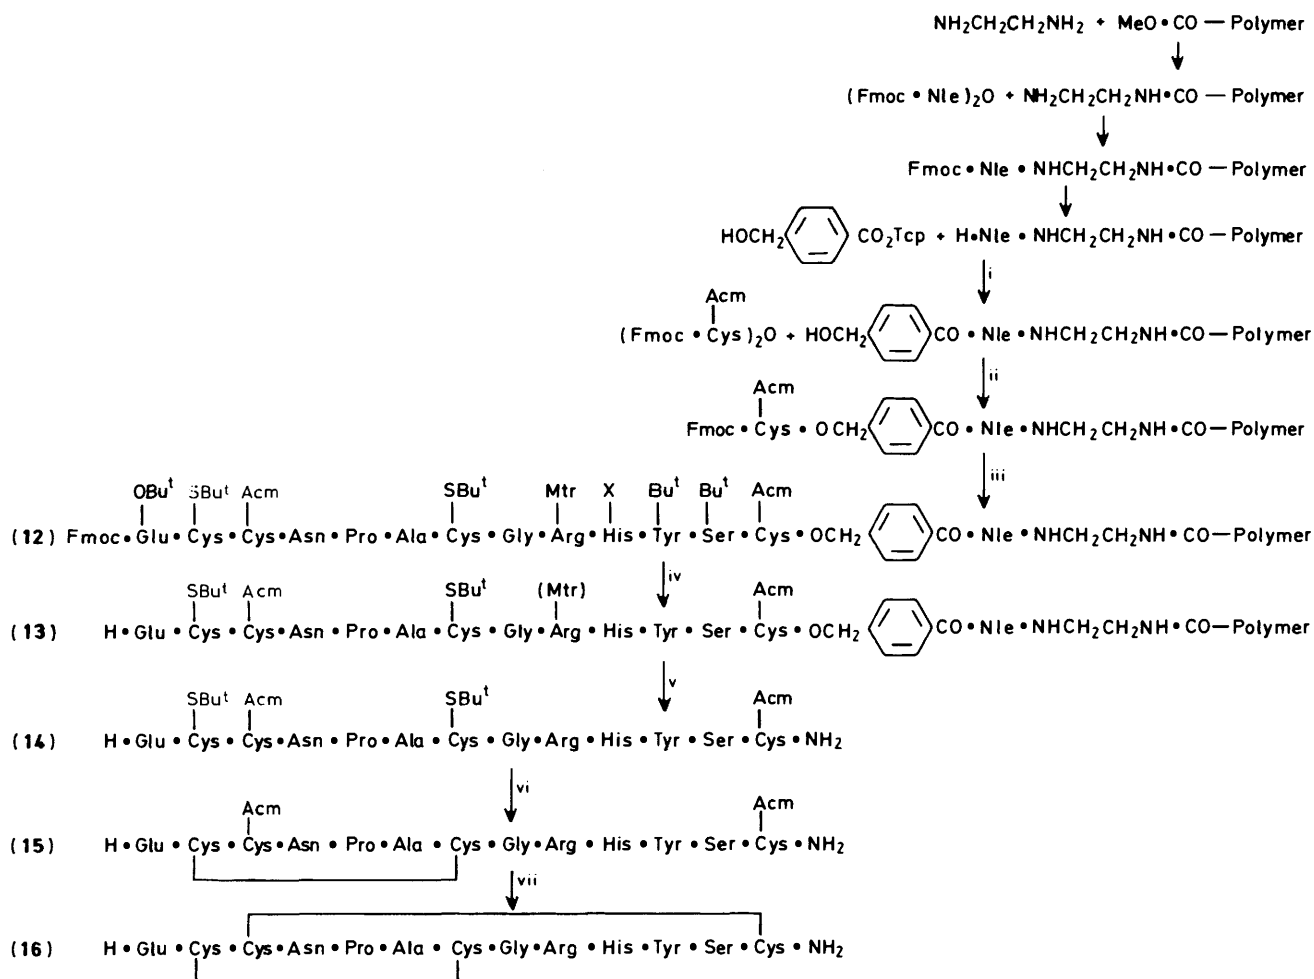 NH2CH2CH2NH2 + MeO•CO—Polymer
(Fmoc•Nle)2O + NH2CH2CH2NH•CO—Polymer
Fmoc•Nle•NHCH2CH2NH•CO—Polymer
HOCH2 CO2Tcp + H•Nle•NHCH2CH2NH•CO—Polymer
i
Acm
(Fmoc•Cys)2O + HOCH2 CO•Nle•NHCH2CH2NH•CO—Polymer
ii
Acm
Fmoc•Cys•OCH2 CO•Nle•NHCH2CH2NH•CO—Polymer
iii
OBut SBut Acm SBut Mtr X But But Acm
(12) Fmoc•Glu•Cys•Cys•Asn•Pro•Ala•Cys•Gly•Arg•His•Tyr•Ser•Cys•OCH2 CO•Nle•NHCH2CH2NH•CO—Polymer
iv
SBut Acm SBut (Mtr) Acm
(13) H•Glu•Cys•Cys•Asn•Pro•Ala•Cys•Gly•Arg•His•Tyr•Ser•Cys•OCH2 CO•Nle•NHCH2CH2NH•CO—Polymer
v
SBut Acm SBut Acm
(14) H•Glu•Cys•Cys•Asn•Pro•Ala•Cys•Gly•Arg•His•Tyr•Ser•Cys•NH2
vi
Acm Acm
(15) H•Glu•Cys•Cys•Asn•Pro•Ala•Cys•Gly•Arg•His•Tyr•Ser•Cys•NH2
vii
(16) H•Glu•Cys•Cys•Asn•Pro•Ala•Cys•Gly•Arg•His•Tyr•Ser•Cys•NH2